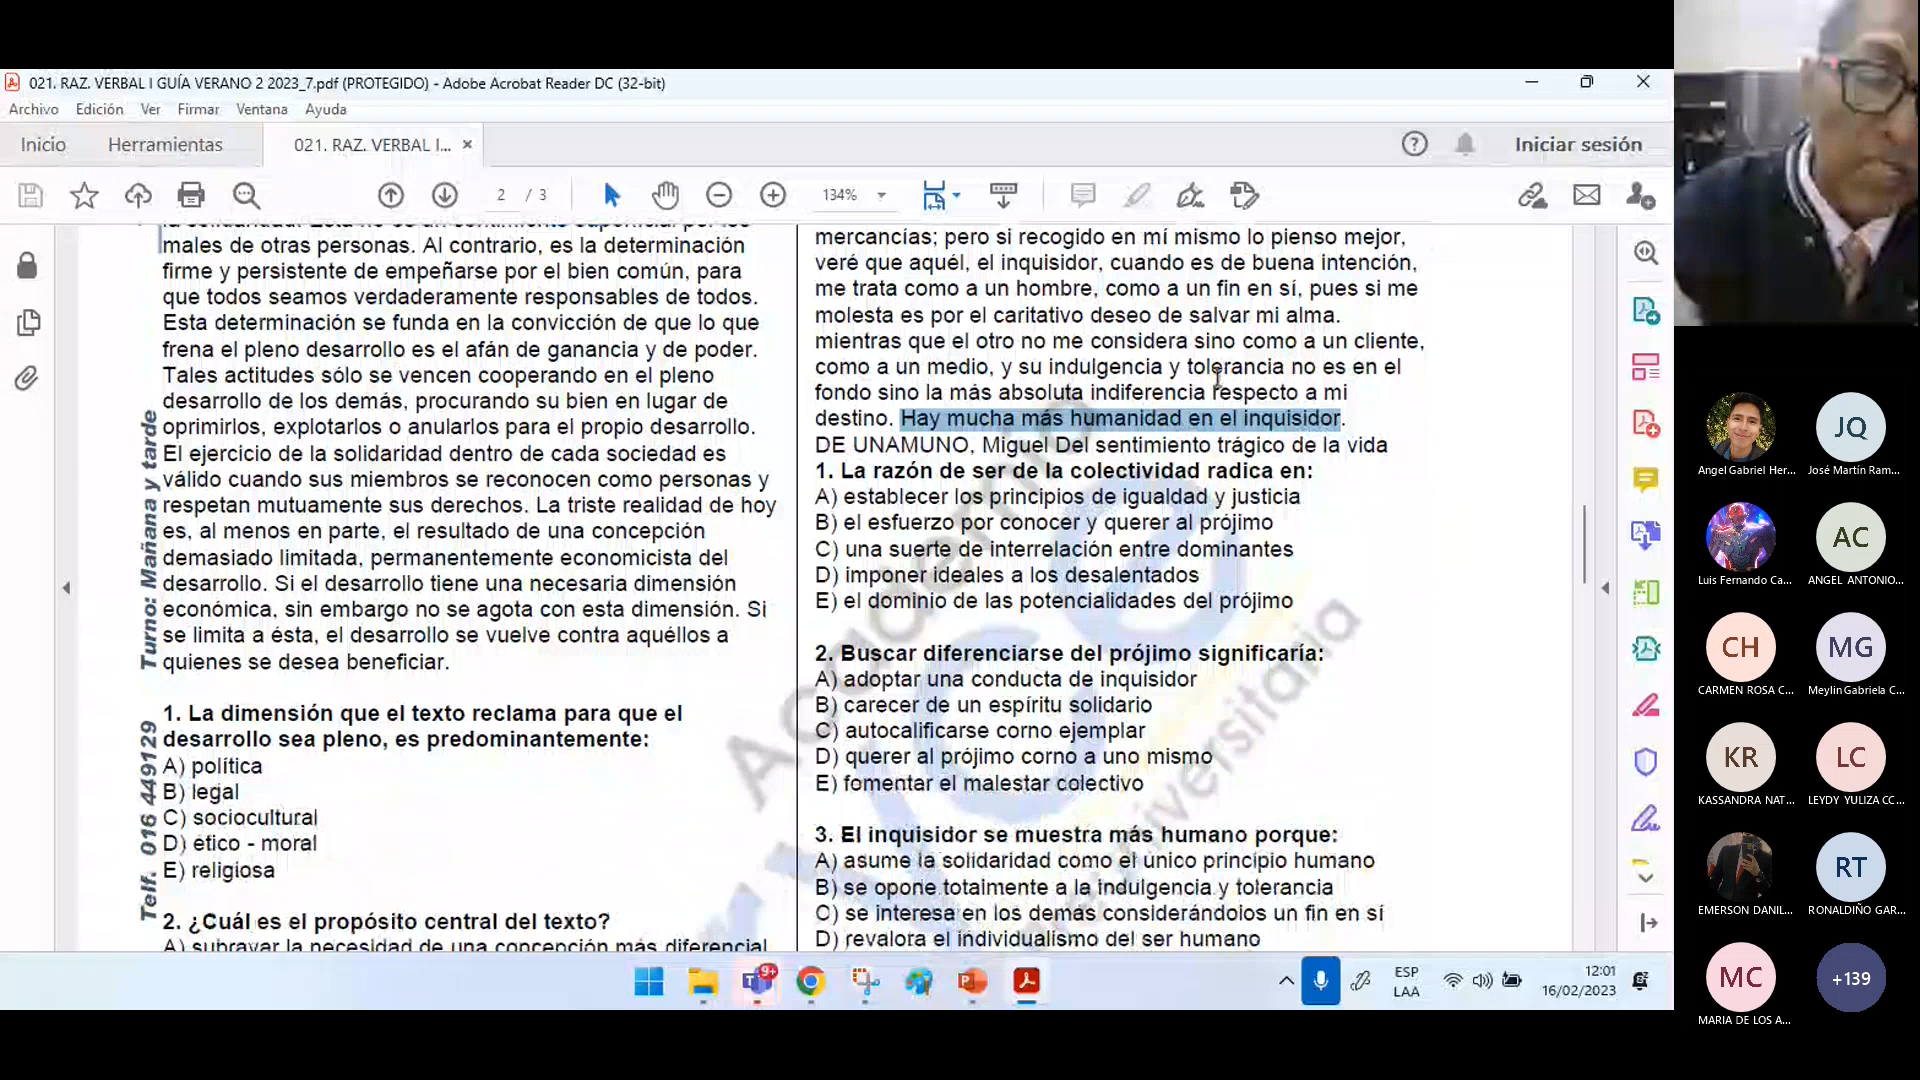 021. RAZ. VERBAL I GUÍA VERANO 2 2023_7.pdf (PROTEGIDO) - Adobe Acrobat Reader DC (32-bit)
Archivo Edición Ver Firmar Ventana Ayuda
Inicio Herramientas 021. RAZ. VERBAL I... × Iniciar sesión
2 / 3 134%
males de otras personas. Al contrario, es la determinación
firme y persistente de empeñarse por el bien común, para
que todos seamos verdaderamente responsables de todos.
Esta determinación se funda en la convicción de que lo que
frena el pleno desarrollo es el afán de ganancia y de poder.
Tales actitudes sólo se vencen cooperando en el pleno
desarrollo de los demás, procurando su bien en lugar de
oprimirlos, explotarlos o anularlos para el propio desarrollo.
El ejercicio de la solidaridad dentro de cada sociedad es
válido cuando sus miembros se reconocen como personas y
respetan mutuamente sus derechos. La triste realidad de hoy
es, al menos en parte, el resultado de una concepción
demasiado limitada, permanentemente economicista del
desarrollo. Si el desarrollo tiene una necesaria dimensión
económica, sin embargo no se agota con esta dimensión. Si
se limita a ésta, el desarrollo se vuelve contra aquéllos a
quienes se desea beneficiar.
1. La dimensión que el texto reclama para que el
desarrollo sea pleno, es predominantemente:
A) política
B) legal
C) sociocultural
D) ético - moral
E) religiosa
2. ¿Cuál es el propósito central del texto?
A) subrayar la necesidad de una concepción más diferencial
Turno: Mañana y tarde
Telf. 016 449129
mercancías; pero si recogido en mí mismo lo pienso mejor,
veré que aquél, el inquisidor, cuando es de buena intención,
me trata como a un hombre, como a un fin en sí, pues si me
molesta es por el caritativo deseo de salvar mi alma.
mientras que el otro no me considera sino como a un cliente,
como a un medio, y su indulgencia y tolerancia no es en el
fondo sino la más absoluta indiferencia respecto a mi
destino. Hay mucha más humanidad en el inquisidor.
DE UNAMUNO, Miguel Del sentimiento trágico de la vida
1. La razón de ser de la colectividad radica en:
A) establecer los principios de igualdad y justicia
B) el esfuerzo por conocer y querer al prójimo
C) una suerte de interrelación entre dominantes
D) imponer ideales a los desalentados
E) el dominio de las potencialidades del prójimo
2. Buscar diferenciarse del prójimo significaría:
A) adoptar una conducta de inquisidor
B) carecer de un espíritu solidario
C) autocalificarse corno ejemplar
D) querer al prójimo corno a uno mismo
E) fomentar el malestar colectivo
3. El inquisidor se muestra más humano porque:
A) asume la solidaridad como el único principio humano
B) se opone totalmente a la indulgencia y tolerancia
C) se interesa en los demás considerándolos un fin en sí
D) revalora el individualismo del ser humano
Academia
9+
ESP
LAA
12:01
16/02/2023
Angel Gabriel Her...
JQ
José Martín Ram...
Luis Fernando Ca...
AC
ANGEL ANTONIO...
CH
CARMEN ROSA C...
MG
Meylin Gabriela C...
KR
KASSANDRA NAT...
LC
LEYDY YULIZA CC...
EMERSON DANIL...
RT
RONALDIÑO GAR...
MC
MARIA DE LOS A...
+139